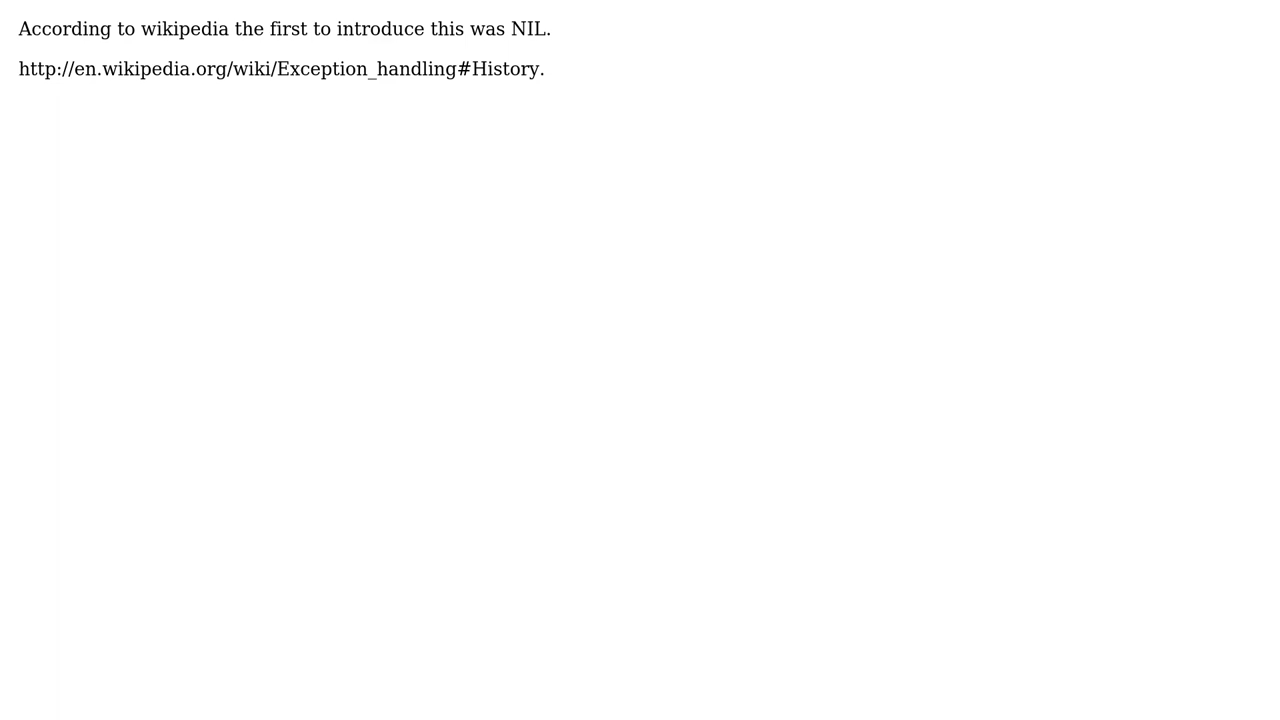 According to wikipedia the first to introduce this was NIL.
http://en.wikipedia.org/wiki/Exception_handling#History.